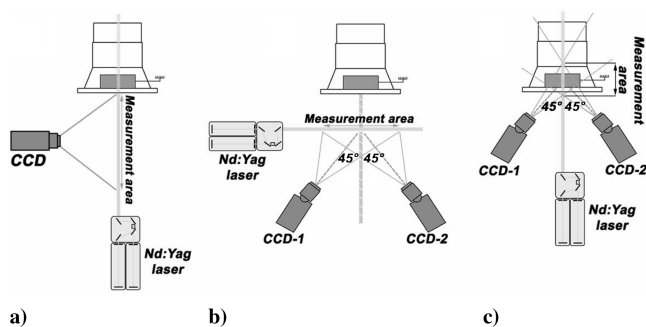 CCD
Measurement area
Nd:Yag
laser
a)
Measurement area
Nd:Yag
laser
45° 45°
CCD-1
CCD-2
b)
Measurement
area
45° 45°
CCD-1
CCD-2
Nd:Yag
laser
c)